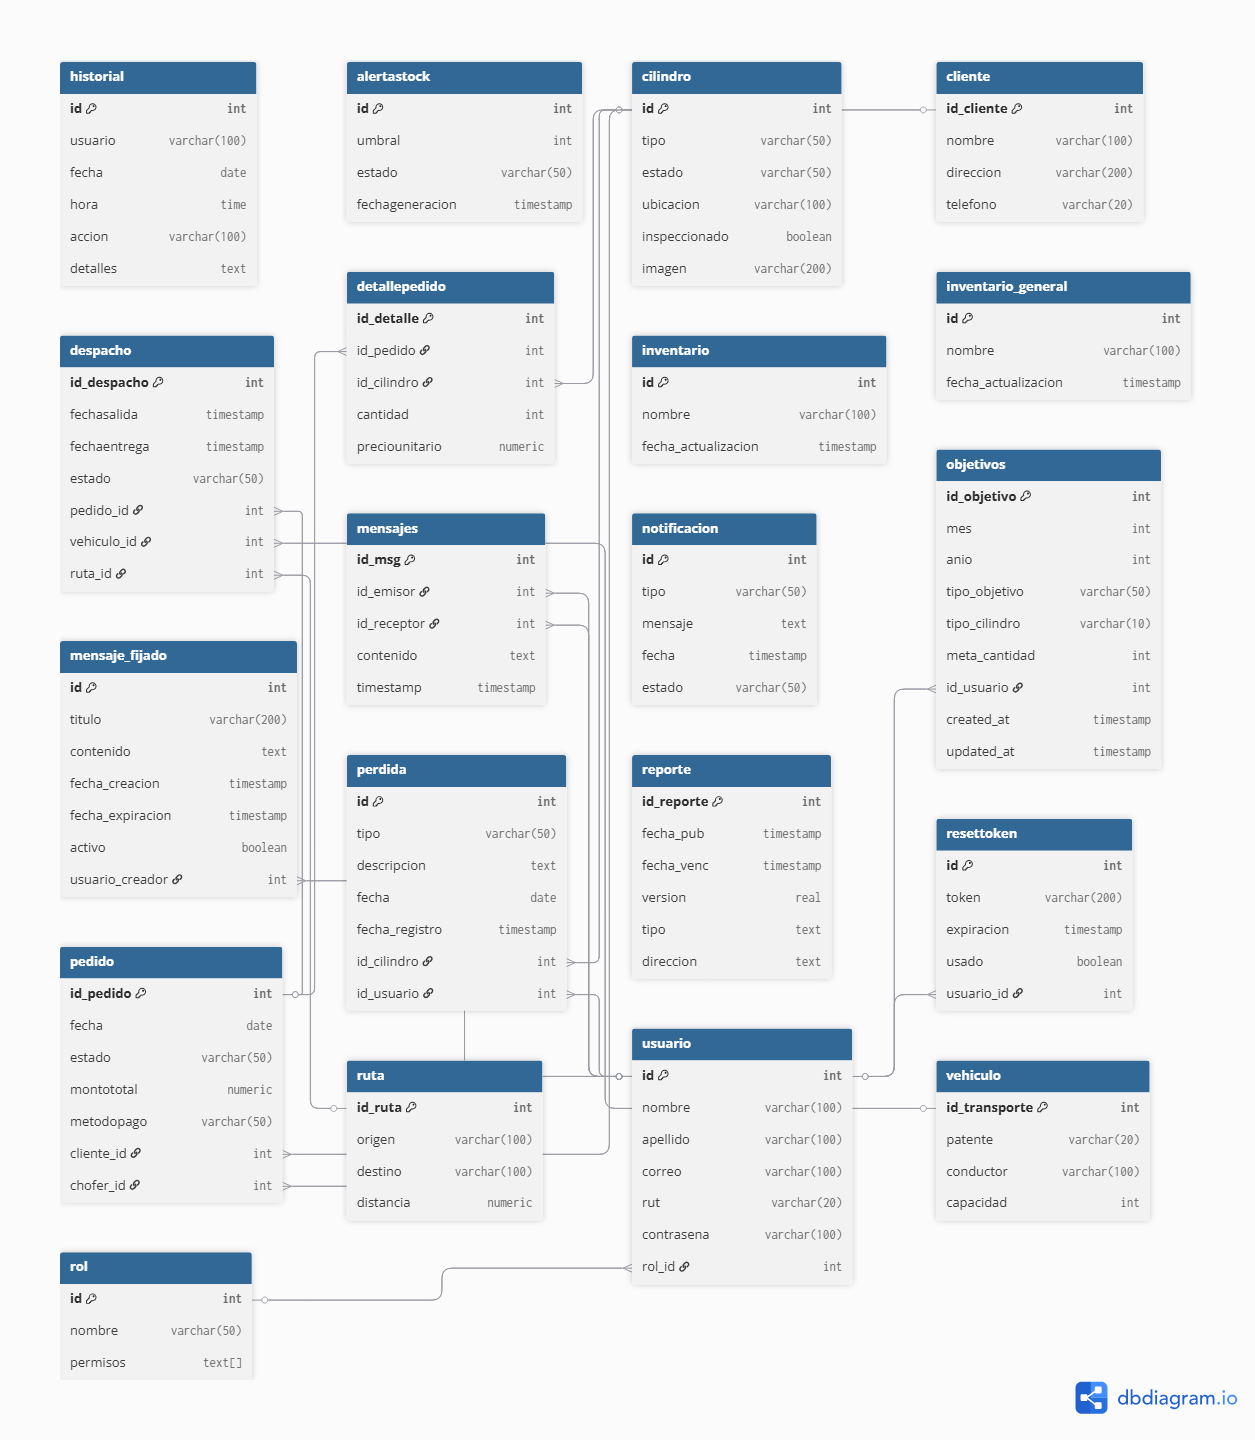 historial
id int
usuario varchar(100)
fecha date
hora time
accion varchar(100)
detalles text
alertastock
id int
umbral int
estado varchar(50)
fechageneracion timestamp
cilindro
id int
tipo varchar(50)
estado varchar(50)
ubicacion varchar(100)
inspeccionado boolean
imagen varchar(200)
cliente
id_cliente int
nombre varchar(100)
direccion varchar(200)
telefono varchar(20)
detallepedido
id_detalle int
id_pedido int
id_cilindro int
cantidad int
preciounitario numeric
inventario_general
id int
nombre varchar(100)
fecha_actualizacion timestamp
despacho
id_despacho int
fechasalida timestamp
fechaentrega timestamp
estado varchar(50)
pedido_id int
vehiculo_id int
ruta_id int
inventario
id int
nombre varchar(100)
fecha_actualizacion timestamp
objetivos
id_objetivo int
mes int
anio int
tipo_objetivo varchar(50)
tipo_cilindro varchar(10)
meta_cantidad int
id_usuario int
created_at timestamp
updated_at timestamp
mensajes
id_msg int
id_emisor int
id_receptor int
contenido text
timestamp timestamp
notificacion
id int
tipo varchar(50)
mensaje text
fecha timestamp
estado varchar(50)
mensaje_fijado
id int
titulo varchar(200)
contenido text
fecha_creacion timestamp
fecha_expiracion timestamp
activo boolean
usuario_creador int
perdida
id int
tipo varchar(50)
descripcion text
fecha date
fecha_registro timestamp
id_cilindro int
id_usuario int
reporte
id_reporte int
fecha_pub timestamp
fecha_venc timestamp
version real
tipo text
direccion text
resettoken
id int
token varchar(200)
expiracion timestamp
usado boolean
usuario_id int
pedido
id_pedido int
fecha date
estado varchar(50)
montototal numeric
metodopago varchar(50)
cliente_id int
chofer_id int
ruta
id_ruta int
origen varchar(100)
destino varchar(100)
distancia numeric
usuario
id int
nombre varchar(100)
apellido varchar(100)
correo varchar(100)
rut varchar(20)
contrasena varchar(100)
rol_id int
vehiculo
id_transporte int
patente varchar(20)
conductor varchar(100)
capacidad int
rol
id int
nombre varchar(50)
permisos text[]
dbdiagram.io